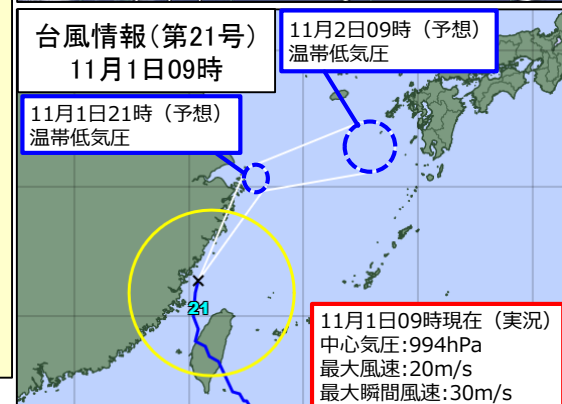 台風情報(第21号)
11月1日09時
11月2日09時（予想）
温帯低気圧
11月1日21時（予想）
温帯低気圧
21
11月1日09時現在（実況）
中心気圧:994hPa
最大風速:20m/s
最大瞬間風速:30m/s